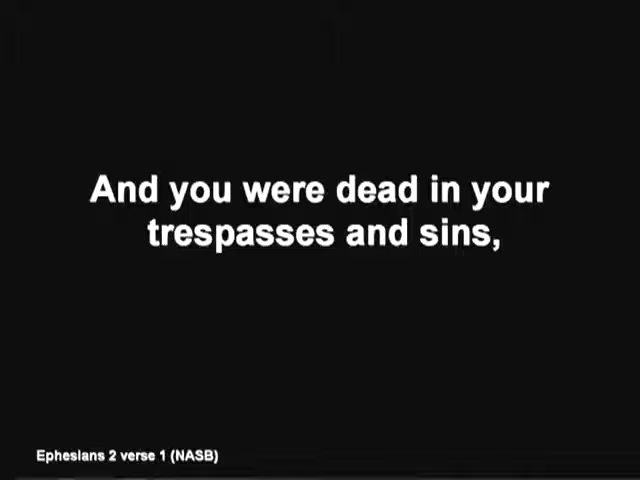 And you were dead in your
trespasses and sins,
Ephesians 2 verse 1 (NASB)